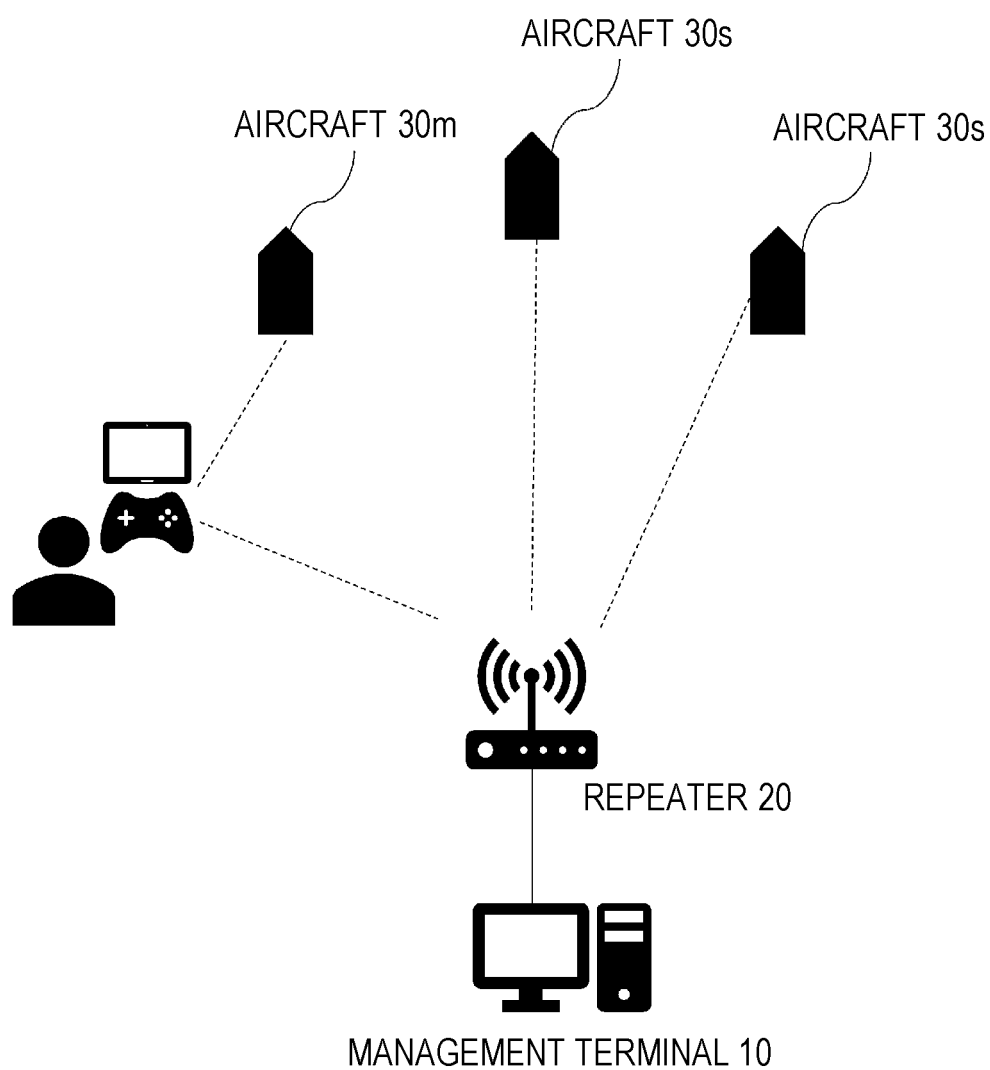 AIRCRAFT 30s
AIRCRAFT 30m
AIRCRAFT 30s
REPEATER 20
MANAGEMENT TERMINAL 10